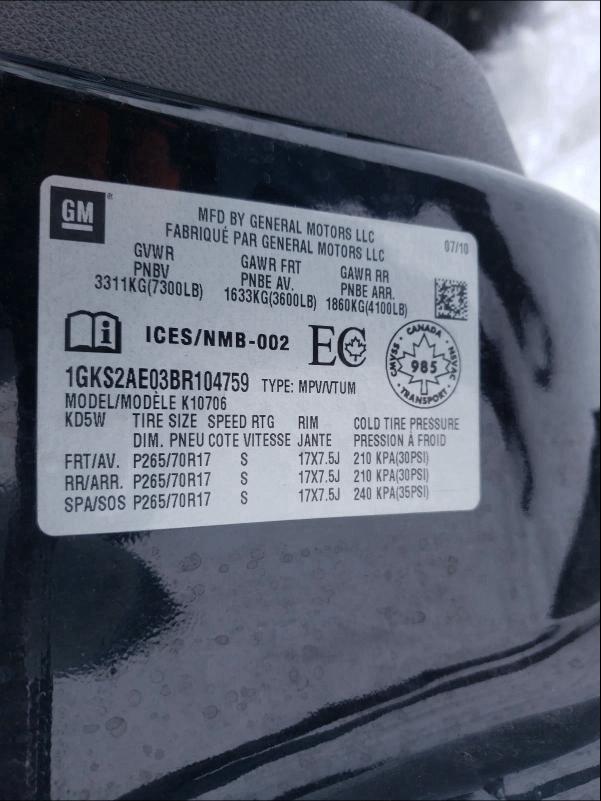 GM
MFD BY GENERAL MOTORS LLC
FABRIQUÉ PAR GENERAL MOTORS LLC
07/10
GVWR GAWR FRT GAWR RR
PNBV PNBE AV. PNBE ARR.
3311KG(7300LB) 1633KG(3600LB) 1860KG(4100LB)
i ICES/NMB-002 EC
CANADA
CMVSS 985 NSVAC
TRANSPORT
1GKS2AE03BR104759 TYPE: MPV/VTUM
MODEL/MODÈLE K10706
KD5W TIRE SIZE SPEED RTG RIM COLD TIRE PRESSURE
DIM. PNEU COTE VITESSE JANTE PRESSION À FROID
FRT/AV. P265/70R17 S 17X7.5J 210 KPA(30PSI)
RR/ARR. P265/70R17 S 17X7.5J 210 KPA(30PSI)
SPA/SOS P265/70R17 S 17X7.5J 240 KPA(35PSI)